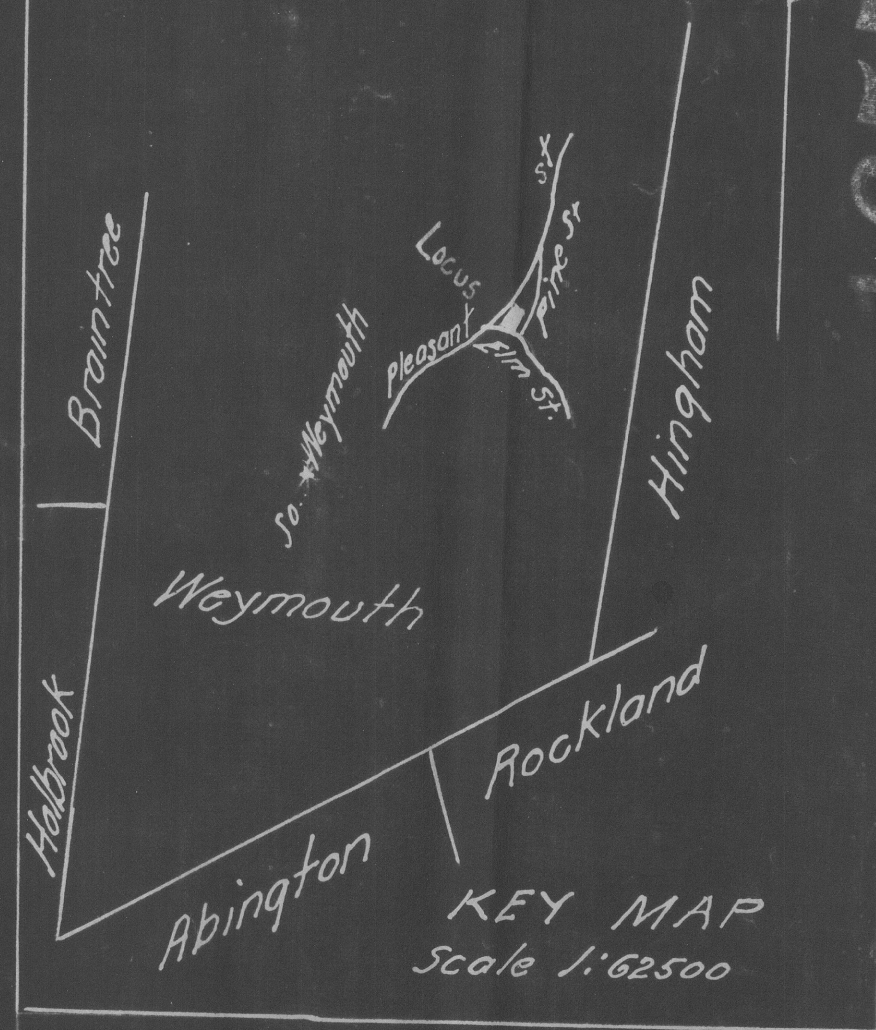 St
Pine St
Locus
Pleasant
Elm St.
Braintree
So. Weymouth
Hingham
Weymouth
Holbrook
Rockland
Abington
KEY MAP
Scale 1:62500